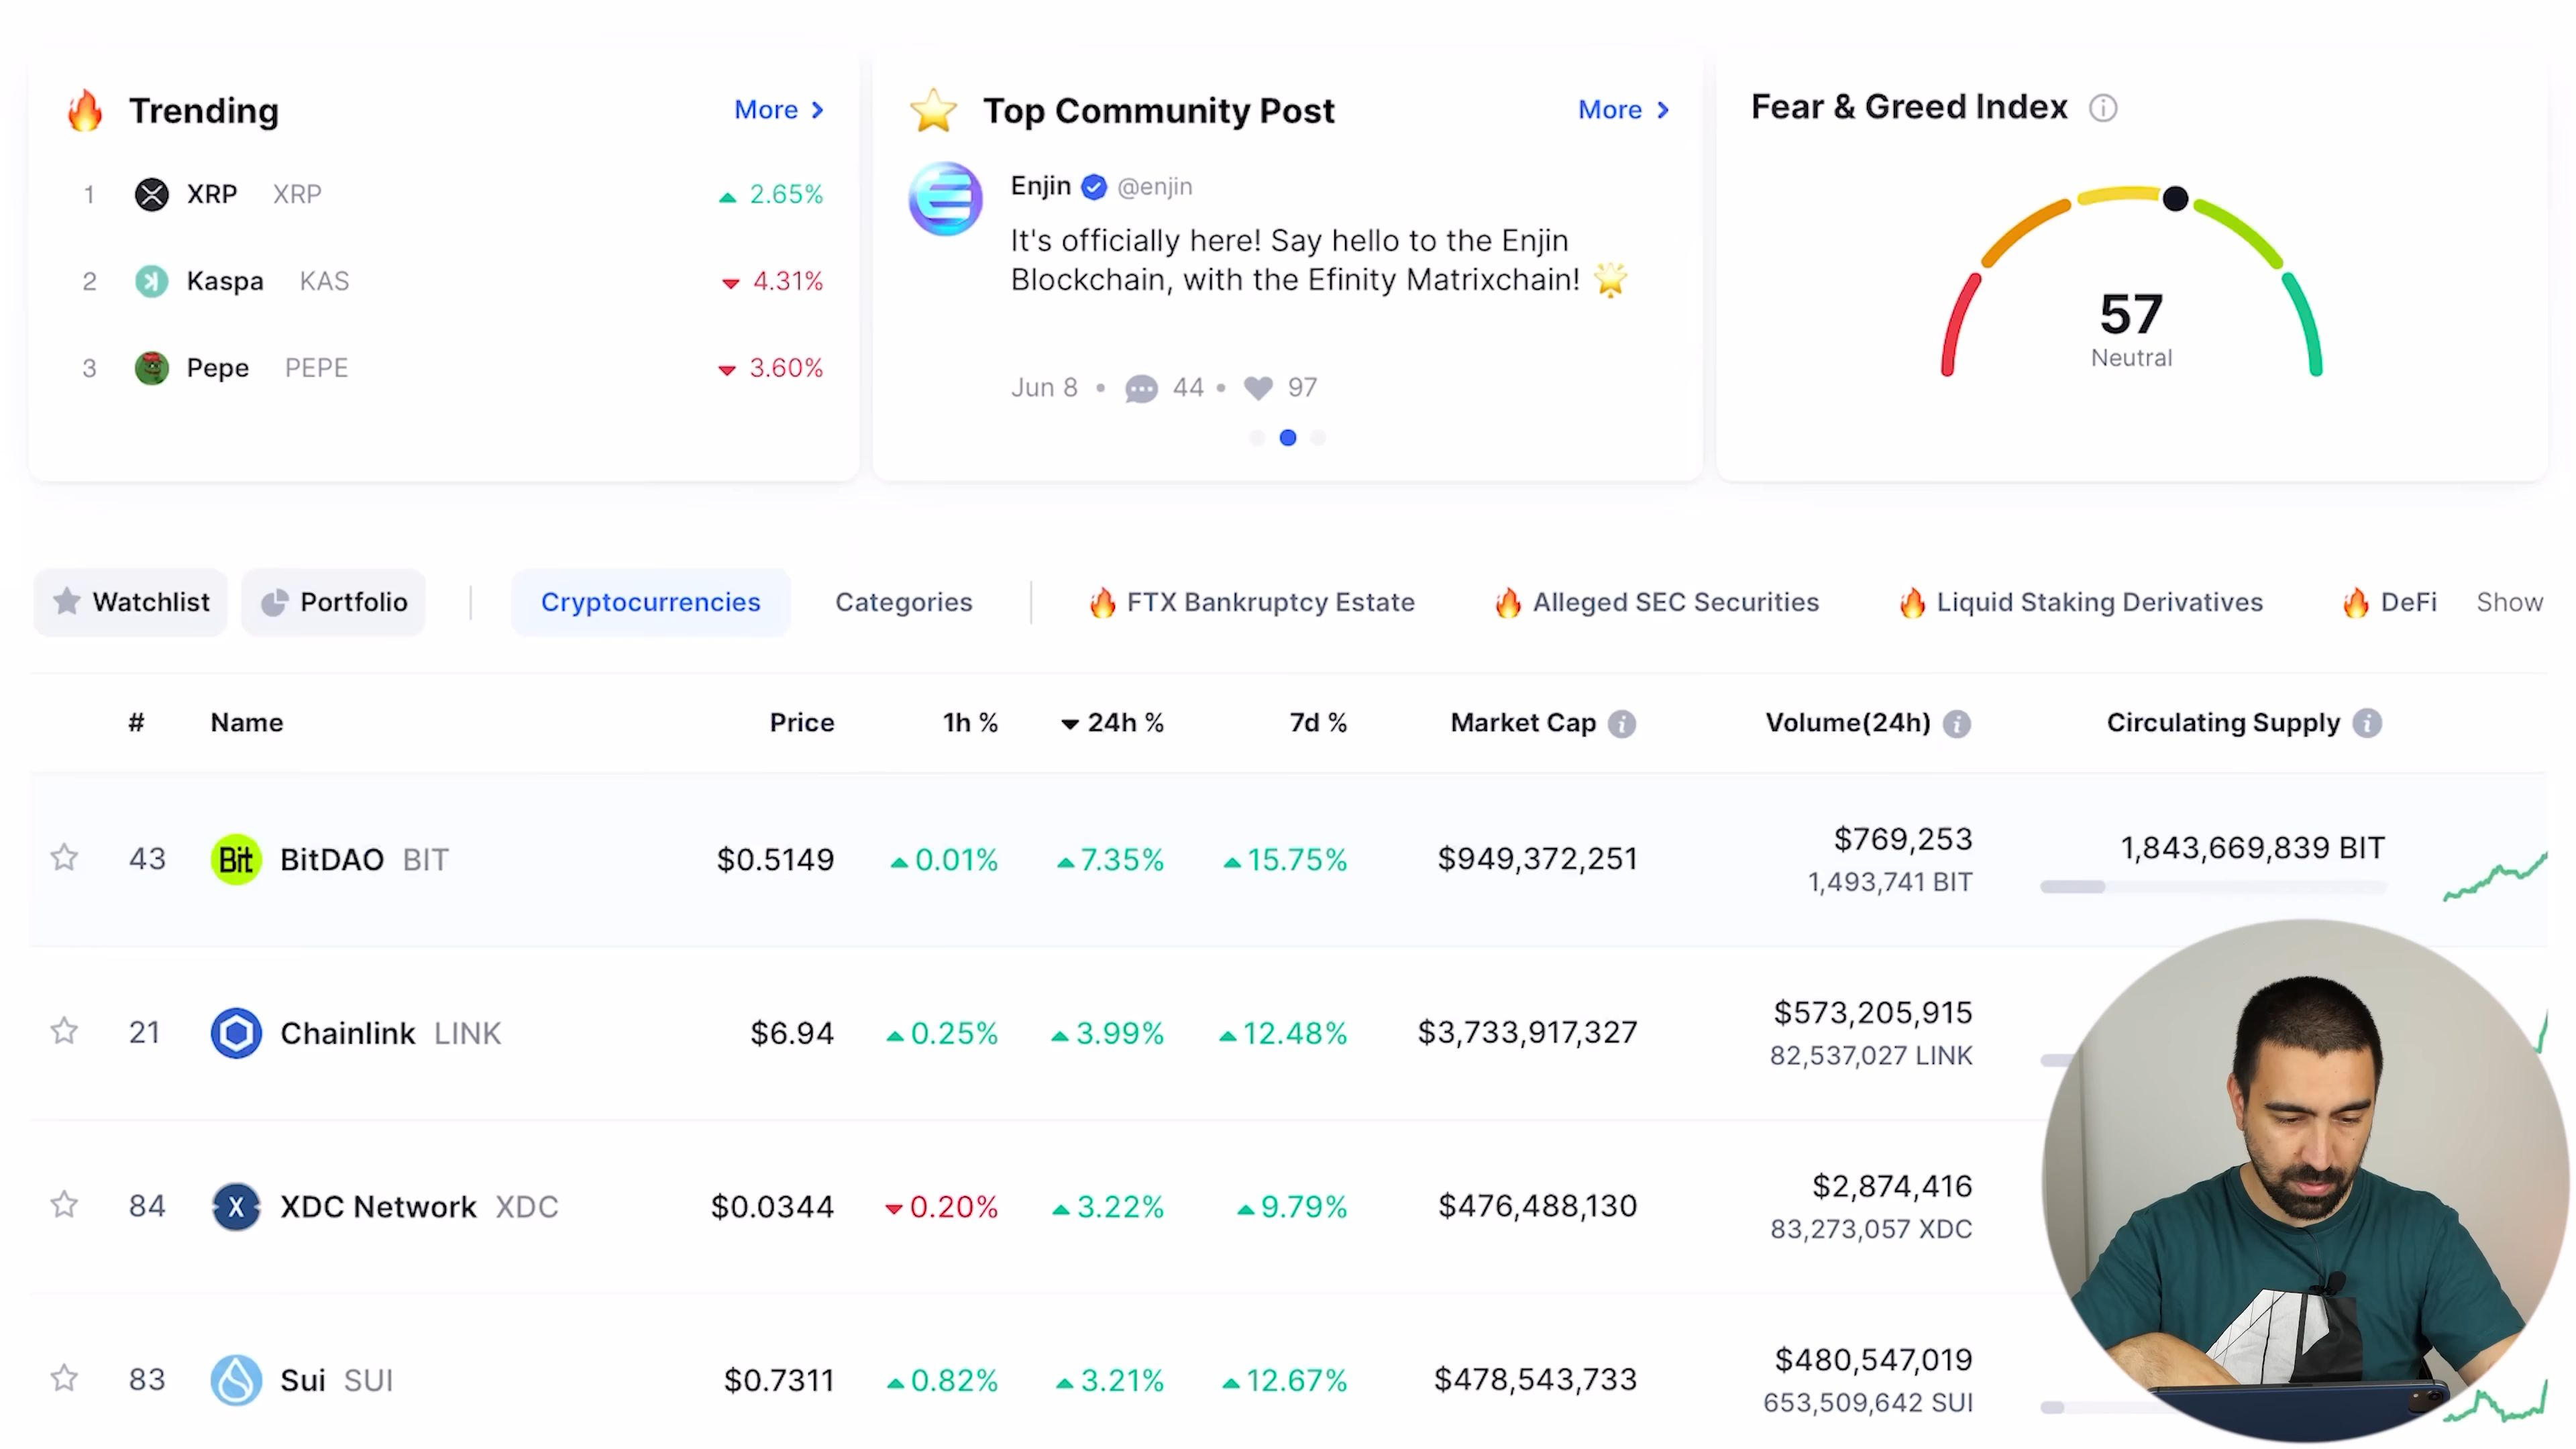 Trending
More
1 XRP XRP 2.65%
2 Kaspa KAS 4.31%
3 Pepe PEPE 3.60%
Top Community Post
More
Enjin @enjin
It's officially here! Say hello to the Enjin
Blockchain, with the Efinity Matrixchain!
Jun 8 • 44 • 97
Fear & Greed Index
57
Neutral
Watchlist Portfolio Cryptocurrencies Categories FTX Bankruptcy Estate Alleged SEC Securities Liquid Staking Derivatives DeFi Show
# Name Price 1h % 24h % 7d % Market Cap Volume(24h) Circulating Supply
43 Bit BitDAO BIT $0.5149 0.01% 7.35% 15.75% $949,372,251 $769,253 1,843,669,839 BIT
1,493,741 BIT
21 Chainlink LINK $6.94 0.25% 3.99% 12.48% $3,733,917,327 $573,205,915
82,537,027 LINK
84 X XDC Network XDC $0.0344 0.20% 3.22% 9.79% $476,488,130 $2,874,416
83,273,057 XDC
83 Sui SUI $0.7311 0.82% 3.21% 12.67% $478,543,733 $480,547,019
653,509,642 SUI